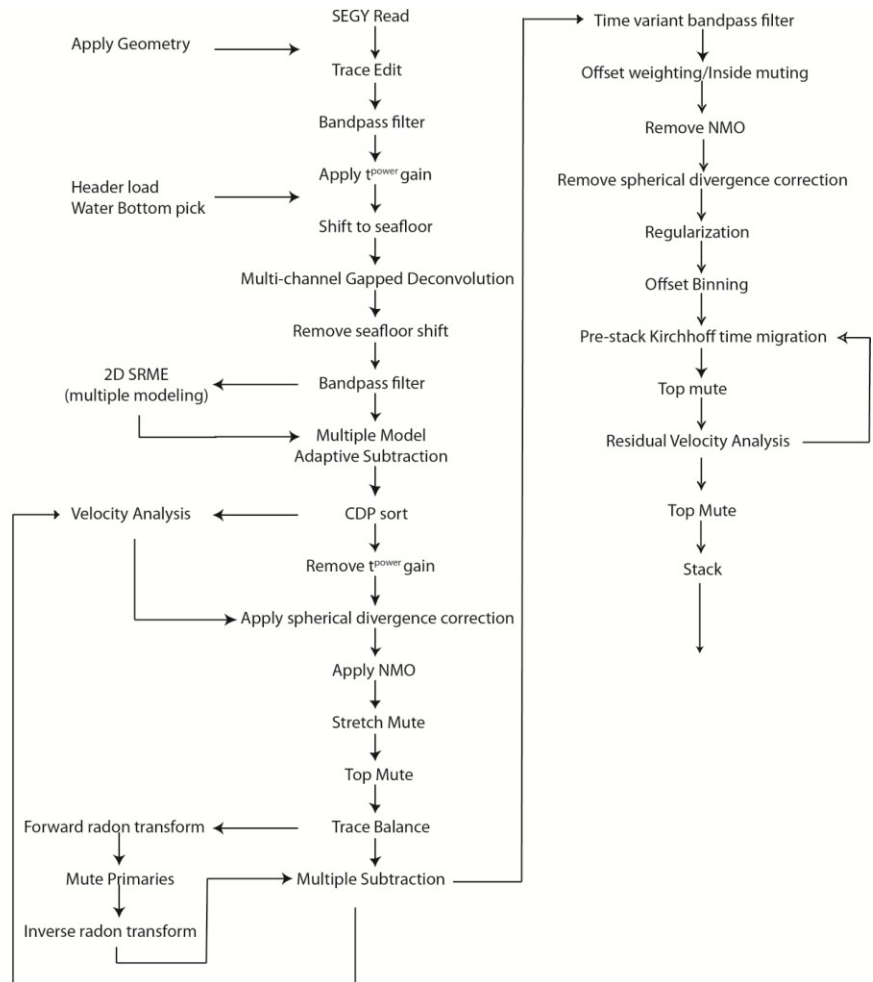 SEGY Read
Apply Geometry
Trace Edit
Bandpass filter
Apply t^power gain
Header load
Water Bottom pick
Shift to seafloor
Multi-channel Gapped Deconvolution
Remove seafloor shift
2D SRME
(multiple modeling)
Bandpass filter
Multiple Model
Adaptive Subtraction
Velocity Analysis
CDP sort
Remove t^power gain
Apply spherical divergence correction
Apply NMO
Stretch Mute
Top Mute
Forward radon transform
Trace Balance
Mute Primaries
Multiple Subtraction
Inverse radon transform
Time variant bandpass filter
Offset weighting/Inside muting
Remove NMO
Remove spherical divergence correction
Regularization
Offset Binning
Pre-stack Kirchhoff time migration
Top mute
Residual Velocity Analysis
Top Mute
Stack